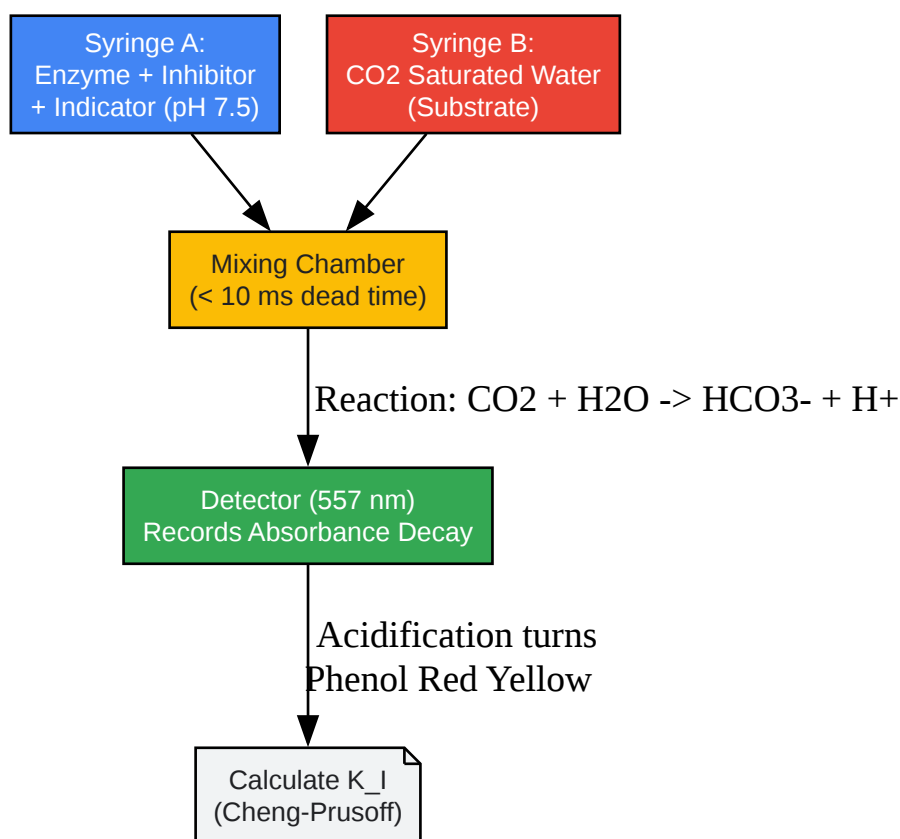 Syringe A:
Enzyme + Inhibitor
+ Indicator (pH 7.5)
Syringe B:
CO2 Saturated Water
(Substrate)
Mixing Chamber
(< 10 ms dead time)
Reaction: CO2 + H2O -> HCO3- + H+
Detector (557 nm)
Records Absorbance Decay
Acidification turns
Phenol Red Yellow
Calculate K_I
(Cheng-Prusoff)